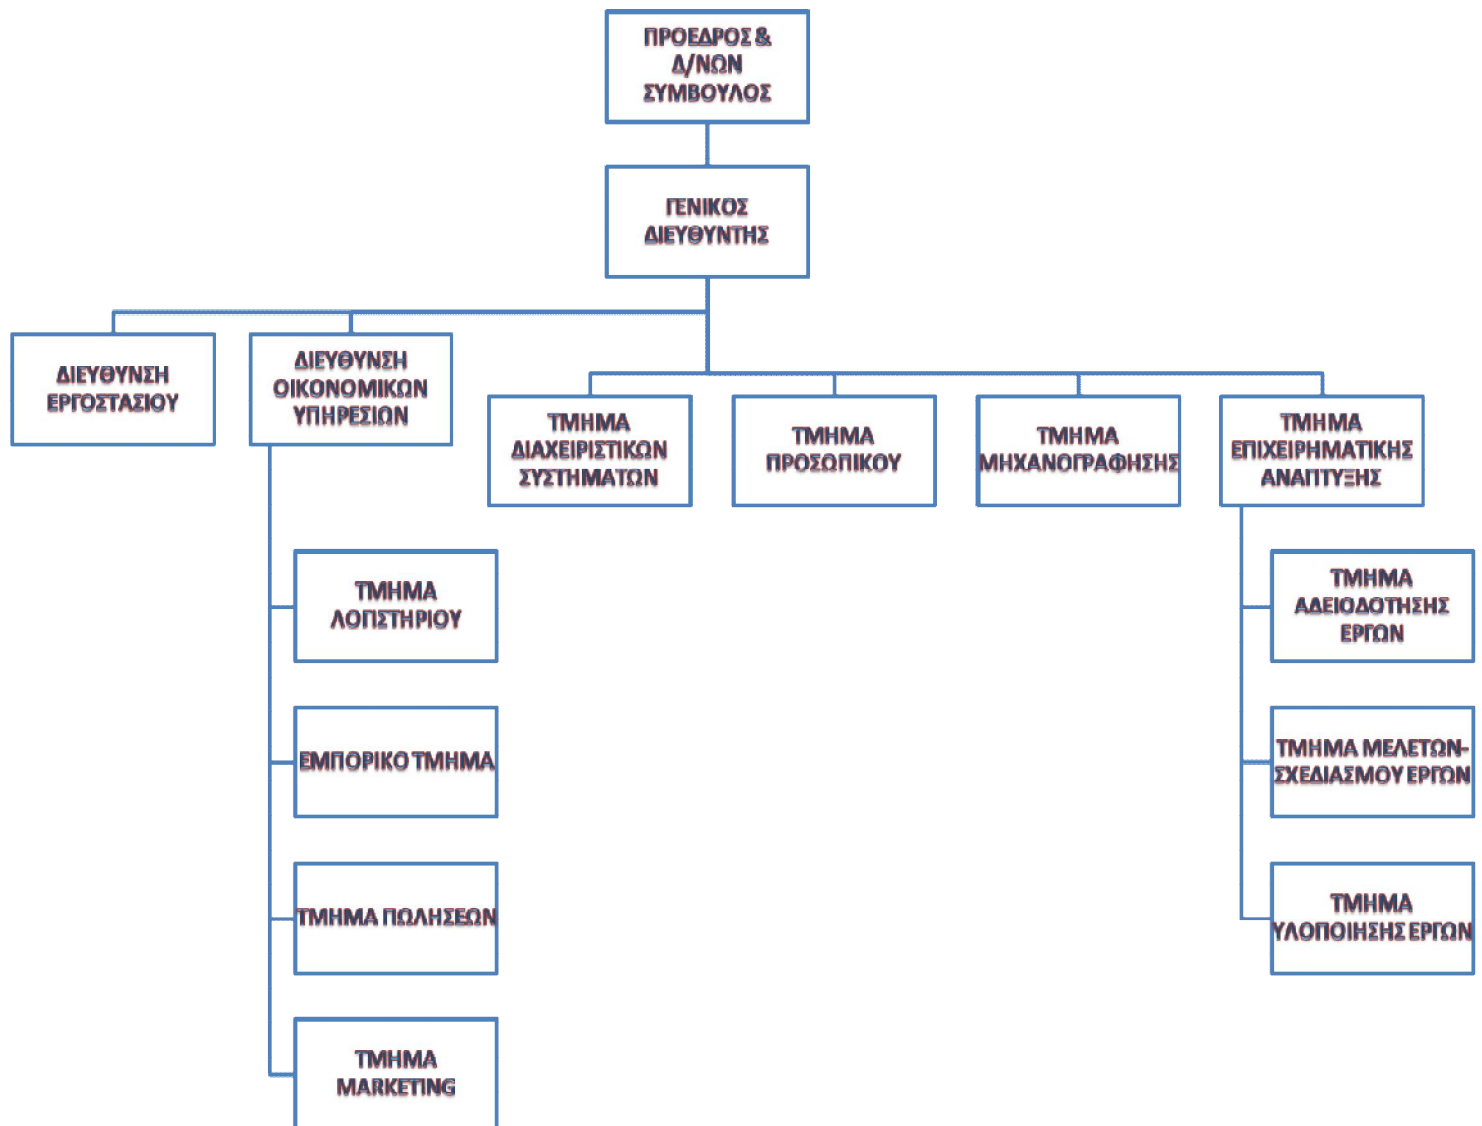 ΠΡΟΕΔΡΟΣ &
Δ/ΝΩΝ
ΣΥΜΒΟΥΛΟΣ
ΓΕΝΙΚΟΣ
ΔΙΕΥΘΥΝΤΗΣ
ΔΙΕΥΘΥΝΣΗ
ΕΡΓΟΣΤΑΣΙΟΥ
ΔΙΕΥΘΥΝΣΗ
ΟΙΚΟΝΟΜΙΚΩΝ
ΥΠΗΡΕΣΙΩΝ
ΤΜΗΜΑ
ΔΙΑΧΕΙΡΙΣΤΙΚΩΝ
ΣΥΣΤΗΜΑΤΩΝ
ΤΜΗΜΑ
ΠΡΟΣΩΠΙΚΟΥ
ΤΜΗΜΑ
ΜΗΧΑΝΟΓΡΑΦΗΣΗΣ
ΤΜΗΜΑ
ΕΠΙΧΕΙΡΗΜΑΤΙΚΗΣ
ΑΝΑΠΤΥΞΗΣ
ΤΜΗΜΑ
ΛΟΓΙΣΤΗΡΙΟΥ
ΕΜΠΟΡΙΚΟ ΤΜΗΜΑ
ΤΜΗΜΑ ΠΩΛΗΣΕΩΝ
ΤΜΗΜΑ
MARKETING
ΤΜΗΜΑ
ΑΔΕΙΟΔΟΤΗΣΗΣ
ΕΡΓΩΝ
ΤΜΗΜΑ ΜΕΛΕΤΩΝ-
ΣΧΕΔΙΑΣΜΟΥ ΕΡΓΩΝ
ΤΜΗΜΑ
ΥΛΟΠΟΙΗΣΗΣ ΕΡΓΩΝ